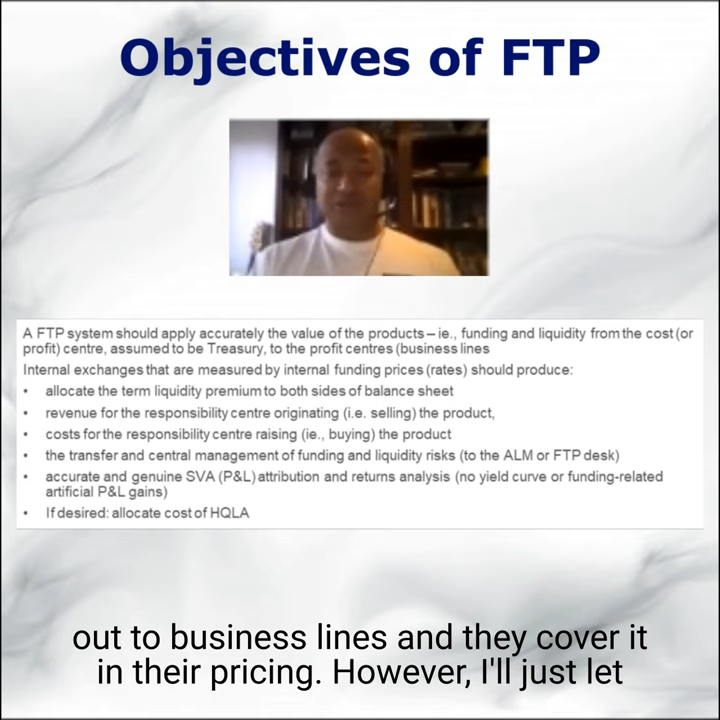 Objectives of FTP
A FTP system should apply accurately the value of the products – ie., funding and liquidity from the cost (or
profit) centre, assumed to be Treasury, to the profit centres (business lines
Internal exchanges that are measured by internal funding prices (rates) should produce:
• allocate the term liquidity premium to both sides of balance sheet
• revenue for the responsibility centre originating (i.e. selling) the product,
• costs for the responsibility centre raising (ie., buying) the product
• the transfer and central management of funding and liquidity risks (to the ALM or FTP desk)
• accurate and genuine SVA (P&L) attribution and returns analysis (no yield curve or funding-related
artificial P&L gains)
• If desired: allocate cost of HQLA
out to business lines and they cover it
in their pricing. However, I'll just let